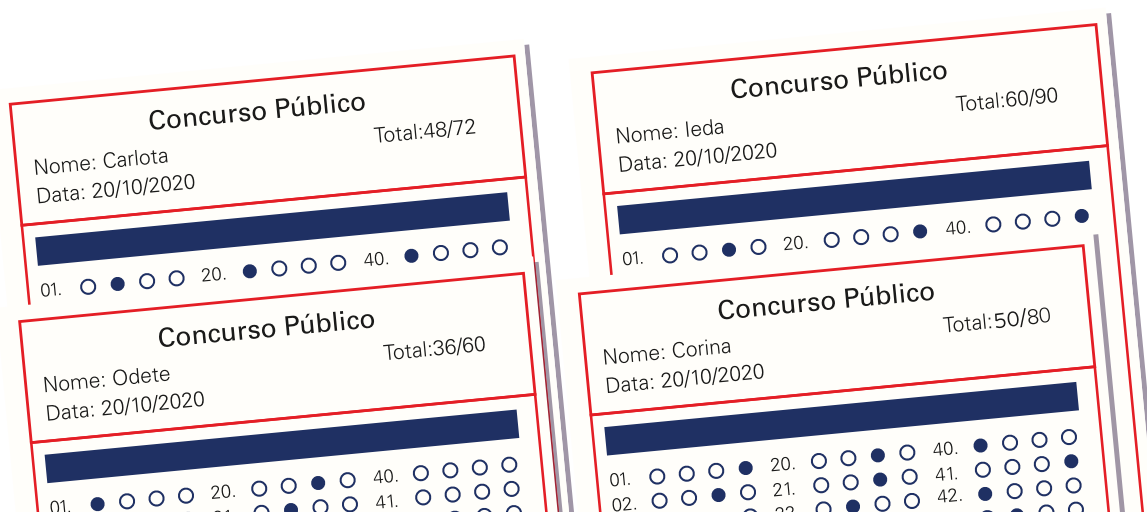 Concurso Público
Total:48/72
Nome: Carlota
Data: 20/10/2020
01. 20. 40.
Concurso Público
Total:60/90
Nome: Ieda
Data: 20/10/2020
01. 20. 40.
Concurso Público
Total:36/60
Nome: Odete
Data: 20/10/2020
01. 20. 40.
41.
Concurso Público
Total:50/80
Nome: Corina
Data: 20/10/2020
01. 20. 40.
02. 21. 41.
42.